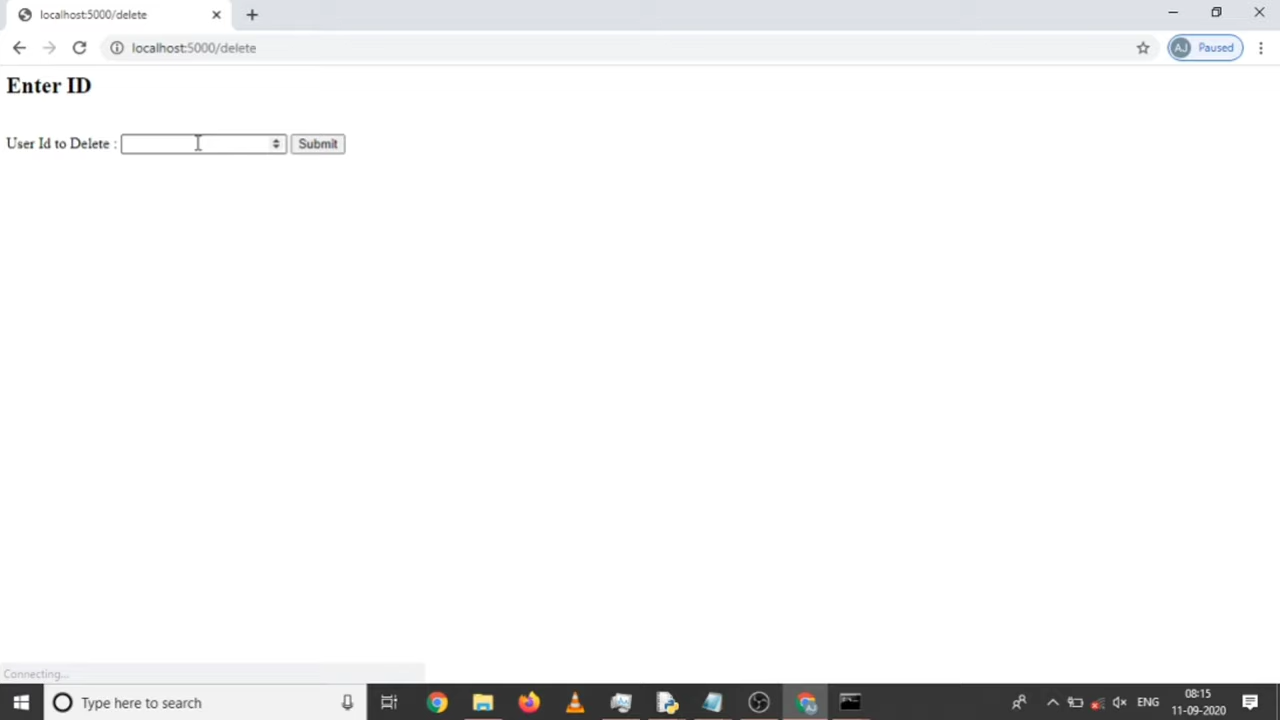 localhost:5000/delete
localhost:5000/delete
AJ Paused
Enter ID
User Id to Delete :
Submit
Connecting...
Type here to search
ENG
08:15
11-09-2020